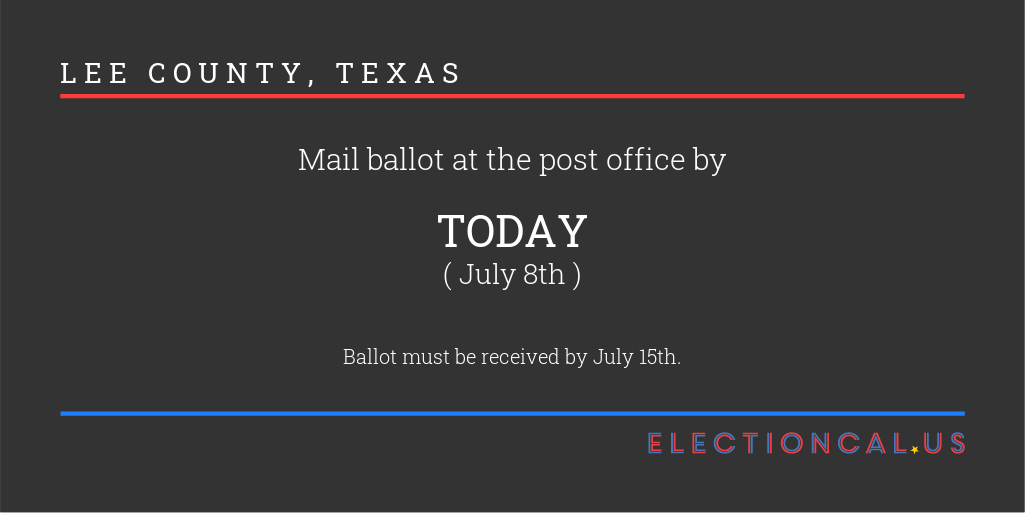 LEE COUNTY, TEXAS
Mail ballot at the post office by
TODAY
( July 8th )
Ballot must be received by July 15th.
ELECTIONCAL.US